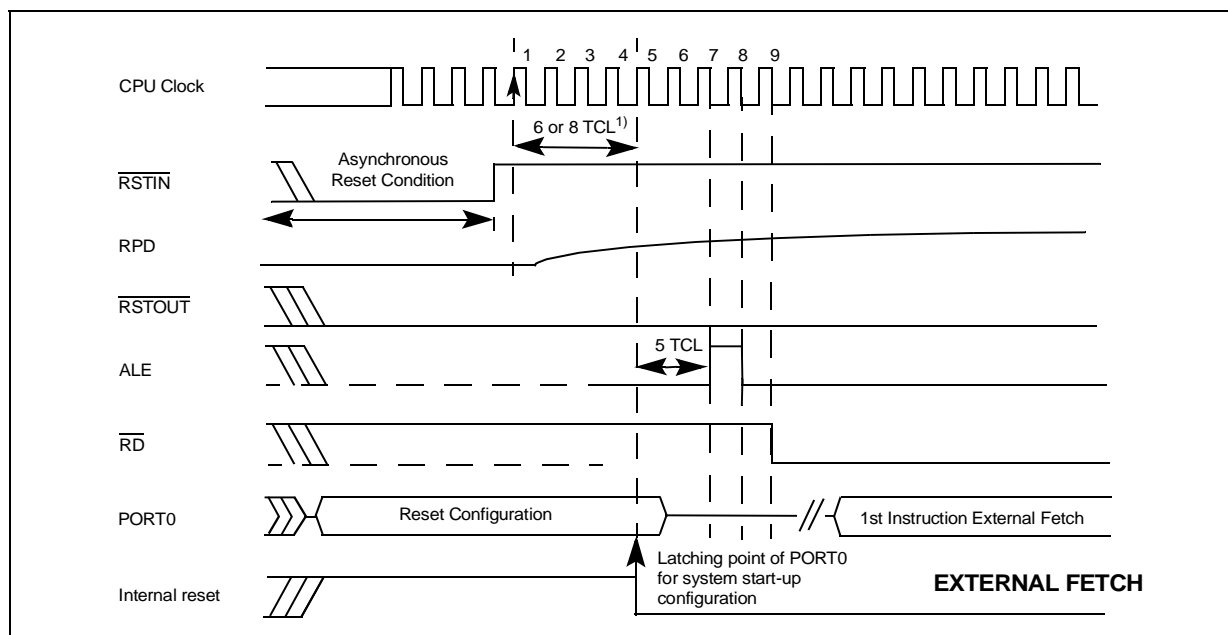 1 2 3 4 5 6 7 8 9
CPU Clock
6 or 8 TCL1)
Asynchronous
Reset Condition
RSTIN
RPD
RSTOUT
5 TCL
ALE
RD
PORT0
Reset Configuration
1st Instruction External Fetch
Latching point of PORT0
for system start-up
configuration
EXTERNAL FETCH
Internal reset